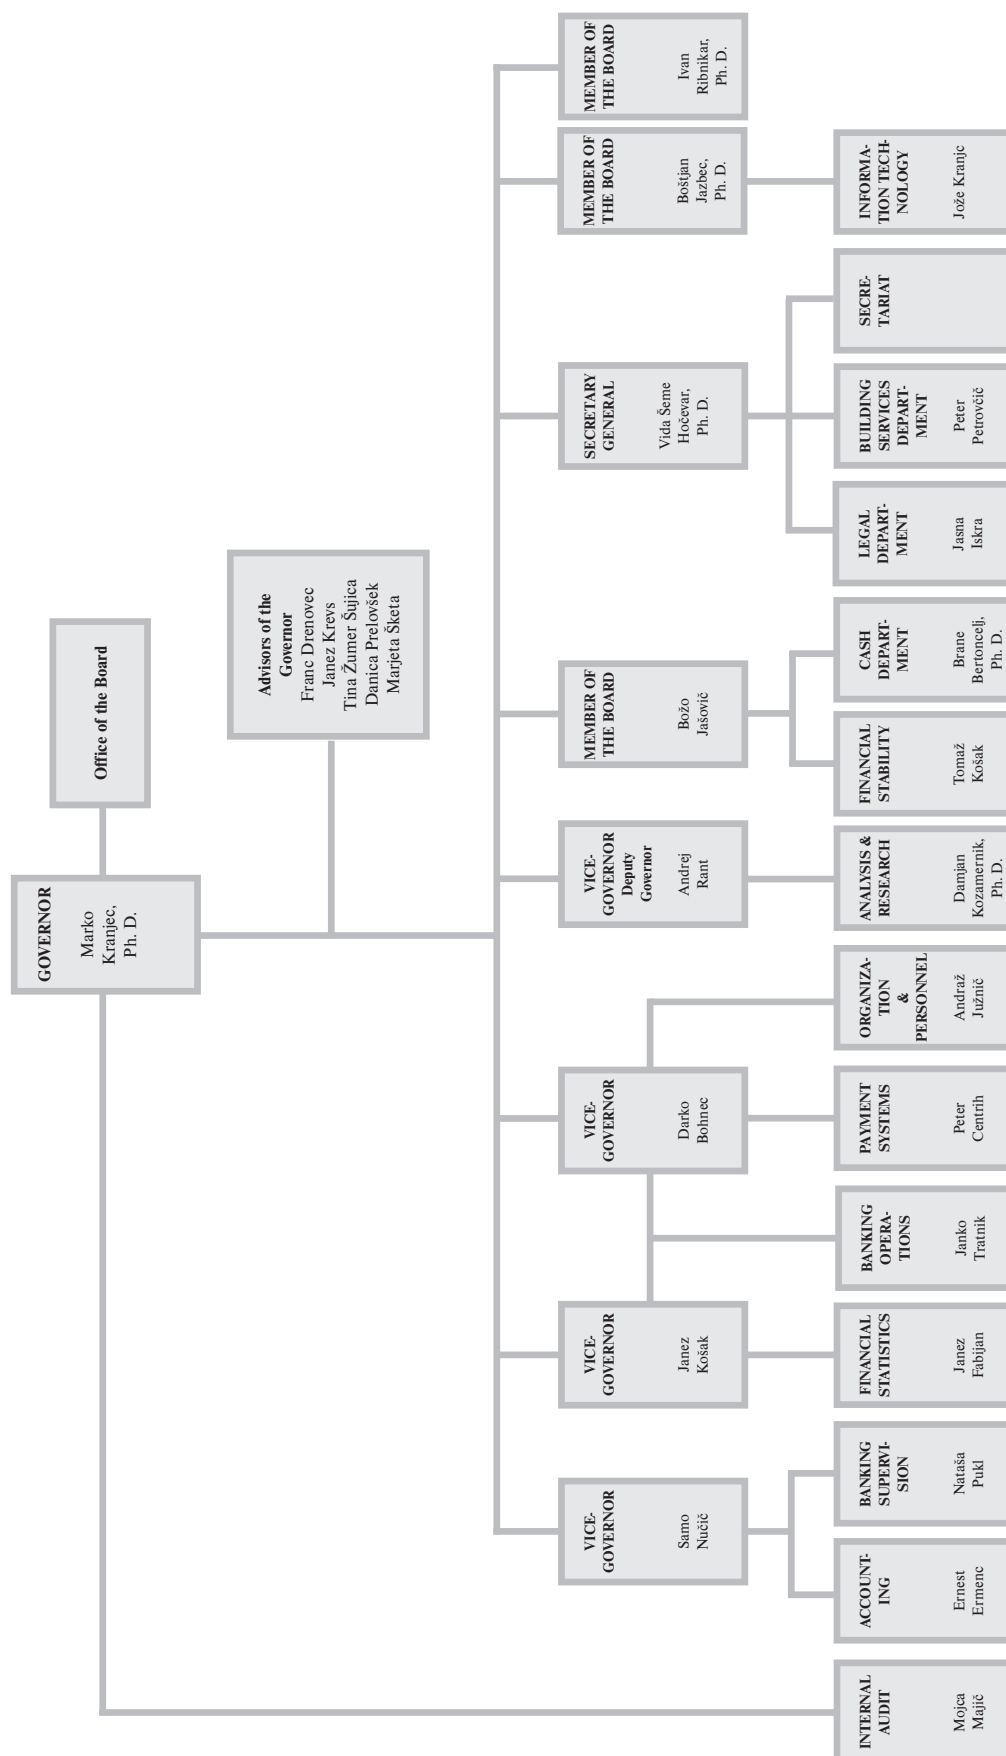 GOVERNOR
Marko
Kranjec,
Ph. D.
Office of the Board
Advisors of the
Governor
Franc Drenovec
Janez Krevs
Tina Žumer Šujica
Danica Prelovšek
Marjeta Šketa
VICE-
GOVERNOR
Samo
Nučič
VICE-
GOVERNOR
Janez
Košak
VICE-
GOVERNOR
Darko
Bohnec
VICE-
GOVERNOR
Deputy
Governor
Andrej
Rant
MEMBER OF
THE BOARD
Božo
Jašovič
SECRETARY
GENERAL
Vida Šeme
Hočevar,
Ph. D.
MEMBER OF
THE BOARD
Boštjan
Jazbec,
Ph. D.
MEMBER OF
THE BOARD
Ivan
Ribnikar,
Ph. D.
INTERNAL
AUDIT
Mojca
Majič
ACCOUNT-
ING
Ernest
Ermenc
BANKING
SUPERVI-
SION
Nataša
Pukl
FINANCIAL
STATISTICS
Janez
Fabijan
BANKING
OPERA-
TIONS
Janko
Tratnik
PAYMENT
SYSTEMS
Peter
Centrih
ORGANIZA-
TION
&
PERSONNEL
Andraž
Južnič
ANALYSIS &
RESEARCH
Damjan
Kozamernik,
Ph. D.
FINANCIAL
STABILITY
Tomaž
Košak
CASH
DEPART-
MENT
Brane
Bertoncelj,
Ph. D.
LEGAL
DEPART-
MENT
Jasna
Iskra
BUILDING
SERVICES
DEPART-
MENT
Peter
Petrovčič
SECRE-
TARIAT
INFORMA-
TION TECH-
NOLOGY
Jože Kranjc